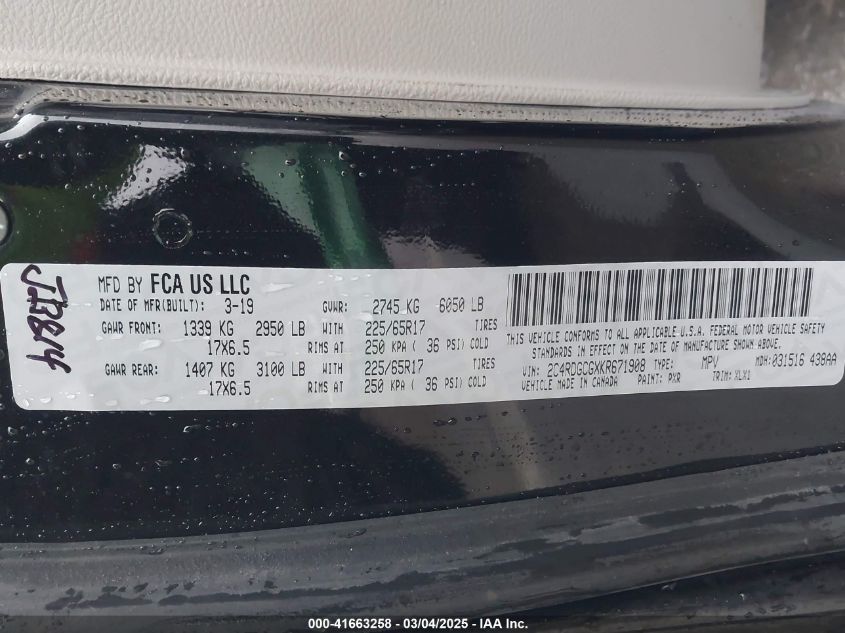 MFD BY FCA US LLC
DATE OF MFR(BUILT): 3-19 GVWR: 2745 KG 6050 LB
GAWR FRONT: 1339 KG 2950 LB WITH 225/65R17 TIRES
17X6.5 RIMS AT 250 KPA ( 36 PSI) COLD
GAWR REAR: 1407 KG 3100 LB WITH 225/65R17 TIRES
17X6.5 RIMS AT 250 KPA ( 36 PSI) COLD
THIS VEHICLE CONFORMS TO ALL APPLICABLE U.S.A. FEDERAL MOTOR VEHICLE SAFETY
STANDARDS IN EFFECT ON THE DATE OF MANUFACTURE SHOWN ABOVE.
VIN: 2C4RDGCGXKR671908 TYPE: MPV MDH: 031516 438AA
MADE IN CANADA PAINT: PXR TRIM: XLX1
000-41663258 - 03/04/2025 - IAA Inc.